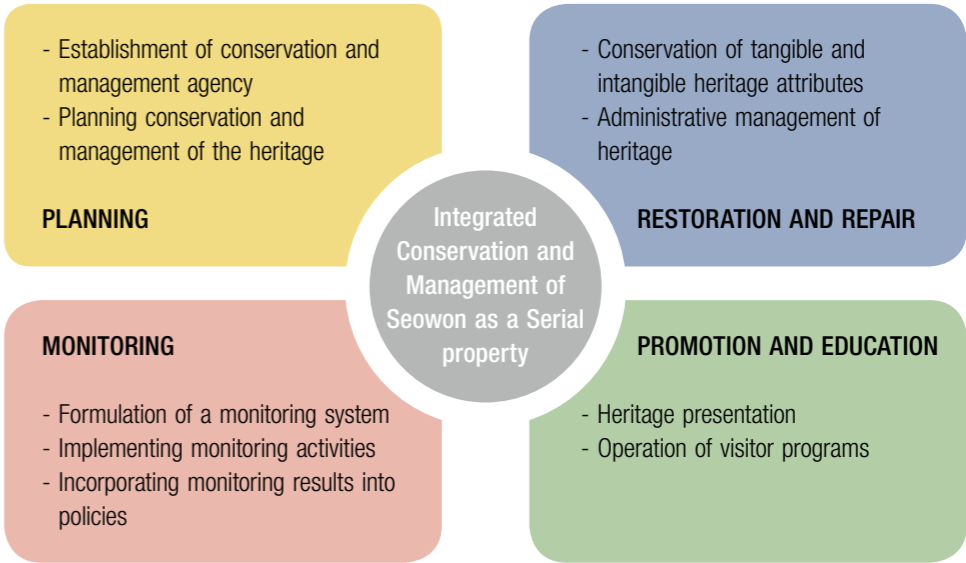 - Establishment of conservation and
management agency
- Planning conservation and
management of the heritage
PLANNING
- Conservation of tangible and
intangible heritage attributes
- Administrative management of
heritage
RESTORATION AND REPAIR
Integrated
Conservation and
Management of
Seowon as a Serial
property
MONITORING
- Formulation of a monitoring system
- Implementing monitoring activities
- Incorporating monitoring results into
policies
PROMOTION AND EDUCATION
- Heritage presentation
- Operation of visitor programs